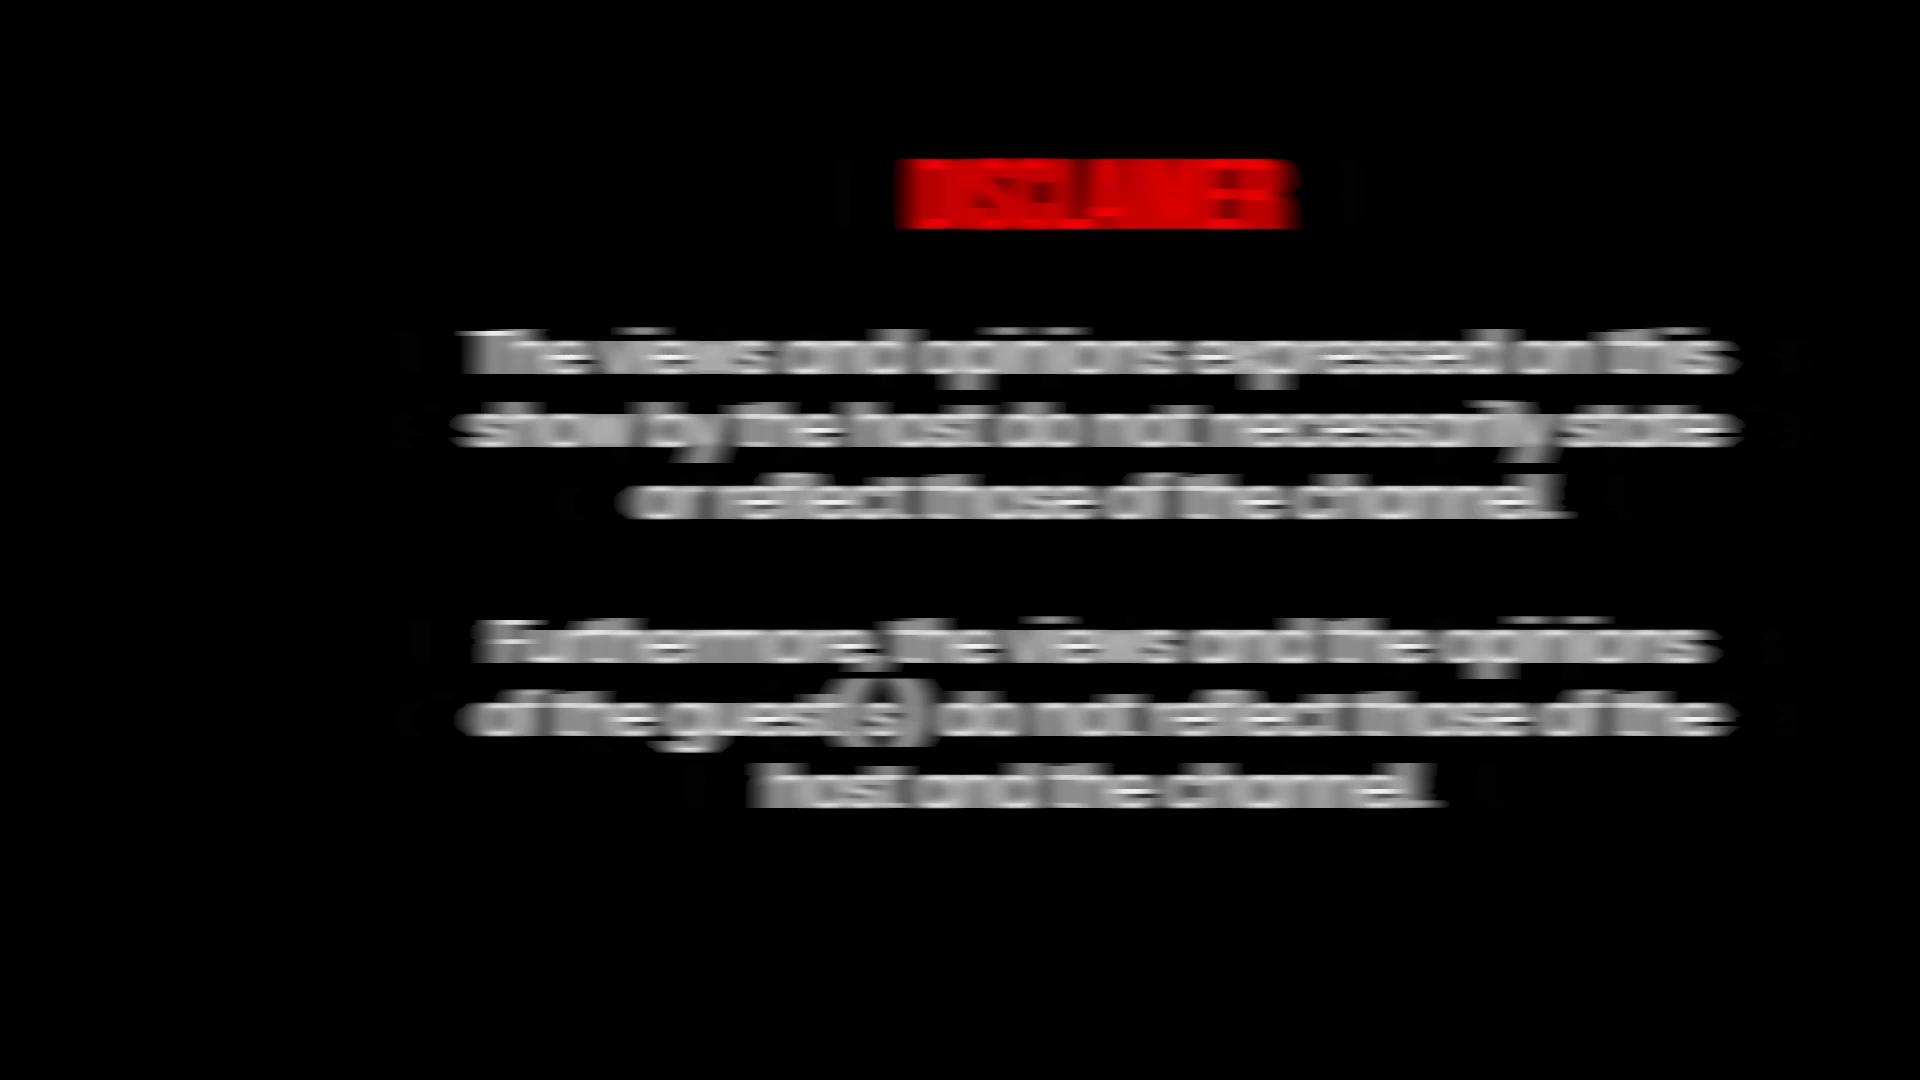 DISCLAIMER
The views and opinions expressed on this
show by the host do not necessarily state
or reflect those of the channel.
Furthermore, the views and the opinions
of the guest(s) do not reflect those of the
host and the channel.